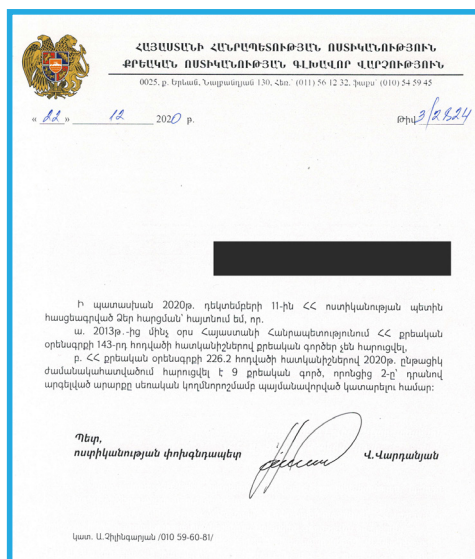 ՀԱՅԱՍՏԱՆԻ ՀԱՆՐԱՊԵՏՈՒԹՅԱՆ ՈՍՏԻԿԱՆՈՒԹՅՈՒՆ
ՔՐԵԱԿԱՆ ՈՍՏԻԿԱՆՈՒԹՅԱՆ ԳԼԽԱՎՈՐ ՎԱՐՉՈՒԹՅՈՒՆ
0025, ք. Երևան, Նալբանդյան 130, Հեռ.՝ (011) 56 12 32, ֆաքս՝ (010) 54 59 45
« 22 » 12 2020 թ. թիվ 3/2824
Ի պատասխան 2020թ. դեկտեմբերի 11-ին ՀՀ ոստիկանության պետին
հասցեագրված Ձեր հարցման՝ հայտնում եմ, որ.
ա. 2013թ.-ից մինչ օրս Հայաստանի Հանրապետությունում ՀՀ քրեական
օրենսգրքի 143-րդ հոդվածի հատկանիշներով քրեական գործեր չեն հարուցվել,
բ. ՀՀ քրեական օրենսգրքի 226.2 հոդվածի հատկանիշներով 2020թ. ընթացիկ
ժամանակահատվածում հարուցվել է 9 քրեական գործ, որոնցից 2-ը՝ դրանով
արգելված արարքը սեռական կողմնորոշմամբ պայմանավորված կատարելու համար:
Պետ,
ոստիկանության փոխգնդապետ Վ.Վարդանյան
կատ. Ա.Չիլինգարյան /010 59-60-81/